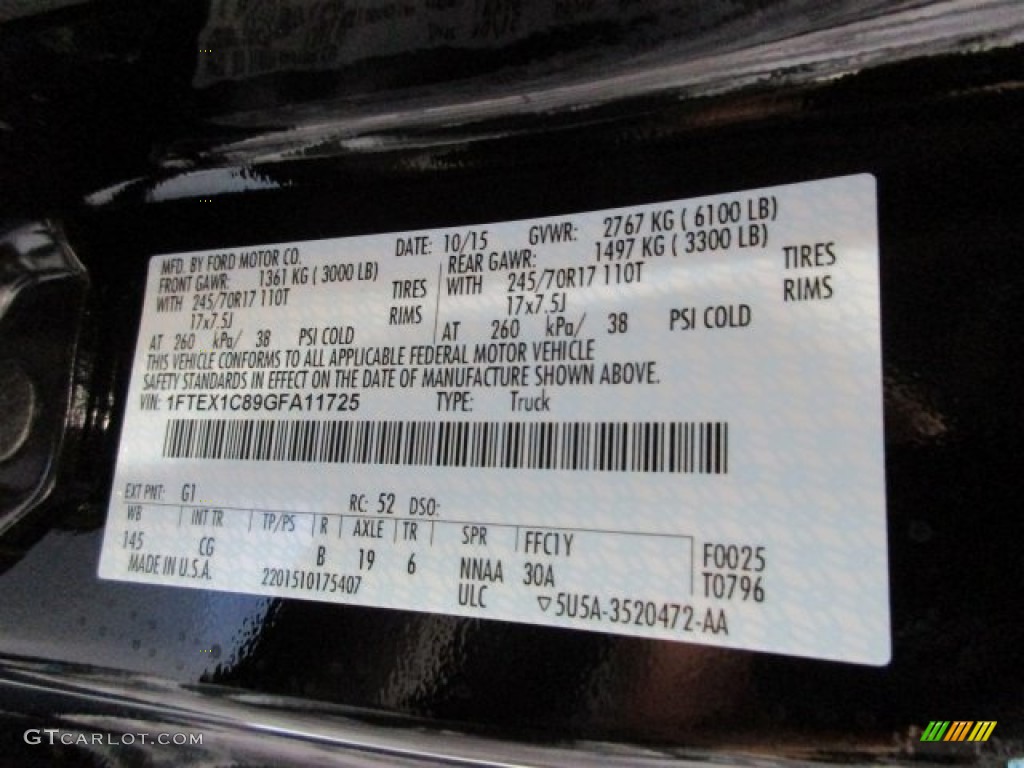 MFD. BY FORD MOTOR CO. DATE: 10/15 GVWR: 2767 KG ( 6100 LB)
FRONT GAWR: 1361 KG ( 3000 LB) REAR GAWR: 1497 KG ( 3300 LB)
WITH 245/70R17 110T TIRES WITH 245/70R17 110T TIRES
17x7.5J RIMS 17x7.5J RIMS
AT 260 kPa/ 38 PSI COLD AT 260 kPa/ 38 PSI COLD
THIS VEHICLE CONFORMS TO ALL APPLICABLE FEDERAL MOTOR VEHICLE
SAFETY STANDARDS IN EFFECT ON THE DATE OF MANUFACTURE SHOWN ABOVE.
VIN: 1FTEX1C89GFA11725 TYPE: Truck
EXT PNT: G1 RC: 52 DSO:
WB INT TR TP/PS R AXLE TR SPR FFC1Y F0025
145 CG B 19 6 NNAA 30A T0796
MADE IN U.S.A. 2201510175407 ULC ▽5U5A-3520472-AA
GTCARLOT.COM